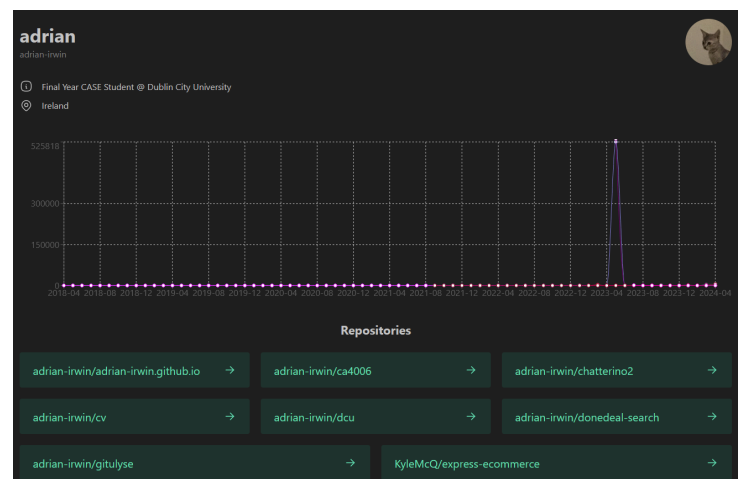 adrian
adrian-irwin
Final Year CASE Student @ Dublin City University
Ireland
525818
300000
150000
0
2018-04 2018-08 2018-12 2019-04 2019-08 2019-12 2020-04 2020-08 2020-12 2021-04 2021-08 2021-12 2022-04 2022-08 2022-12 2023-04 2023-08 2023-12 2024-04
Repositories
adrian-irwin/adrian-irwin.github.io →
adrian-irwin/ca4006 →
adrian-irwin/chatterino2 →
adrian-irwin/cv →
adrian-irwin/dcu →
adrian-irwin/donedeal-search →
adrian-irwin/gitulyse →
KyleMcQ/express-ecommerce →